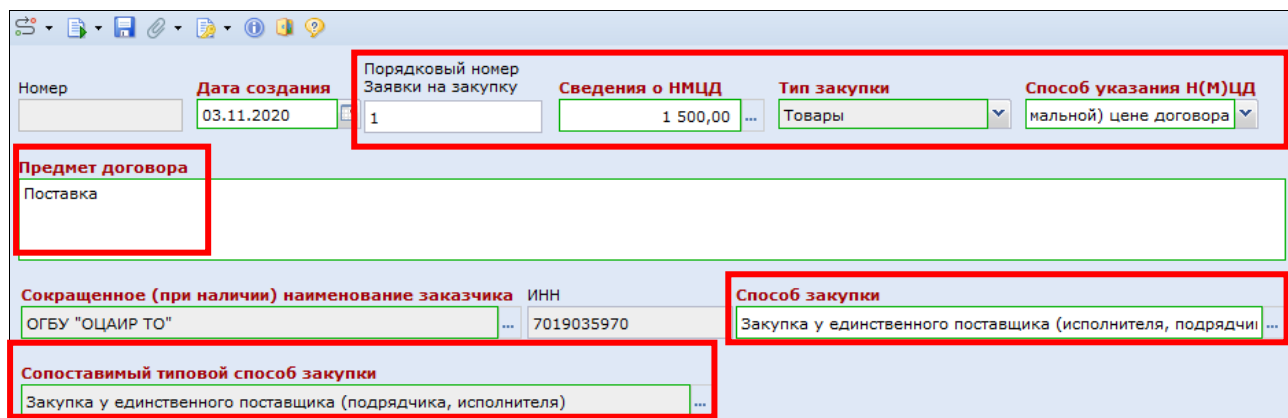 Порядковый номер
Номер Дата создания Заявки на закупку Сведения о НМЦД Тип закупки Способ указания Н(М)ЦД
03.11.2020 1 1 500,00 ... Товары мальной) цене договора
Предмет договора
Поставка
Сокращенное (при наличии) наименование заказчика ИНН Способ закупки
ОГБУ "ОЦАИР ТО" ... 7019035970 Закупка у единственного поставщика (исполнителя, подрядчи ...
Сопоставимый типовой способ закупки
Закупка у единственного поставщика (подрядчика, исполнителя) ...